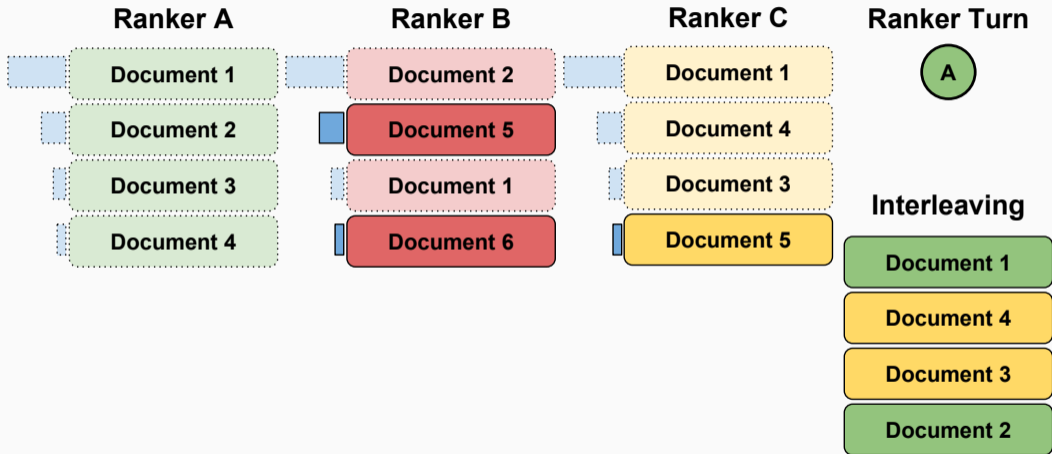 Ranker A
Document 1
Document 2
Document 3
Document 4
Ranker B
Document 2
Document 5
Document 1
Document 6
Ranker C
Document 1
Document 4
Document 3
Document 5
Ranker Turn
A
Interleaving
Document 1
Document 4
Document 3
Document 2